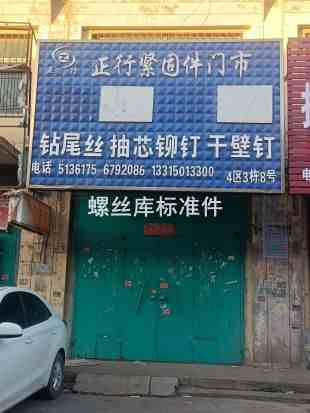 正行紧固件门市
钻尾丝 抽芯铆钉 干壁钉
电话 5136175 6792086 13315013300 4区3栋8号
螺丝库标准件